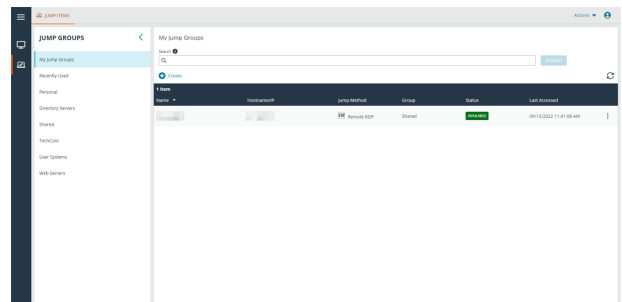 JUMP ITEMS
Actions
JUMP GROUPS
My Jump Groups
Recently Used
Personal
Directory Servers
Shared
TechCom
User Systems
Web Servers
My Jump Groups
Search
SEARCH
Create
1 item
Name Hostname/IP Jump Method Group Status Last Accessed
Remote RDP Shared AVAILABLE 09/15/2022 11:41:08 AM